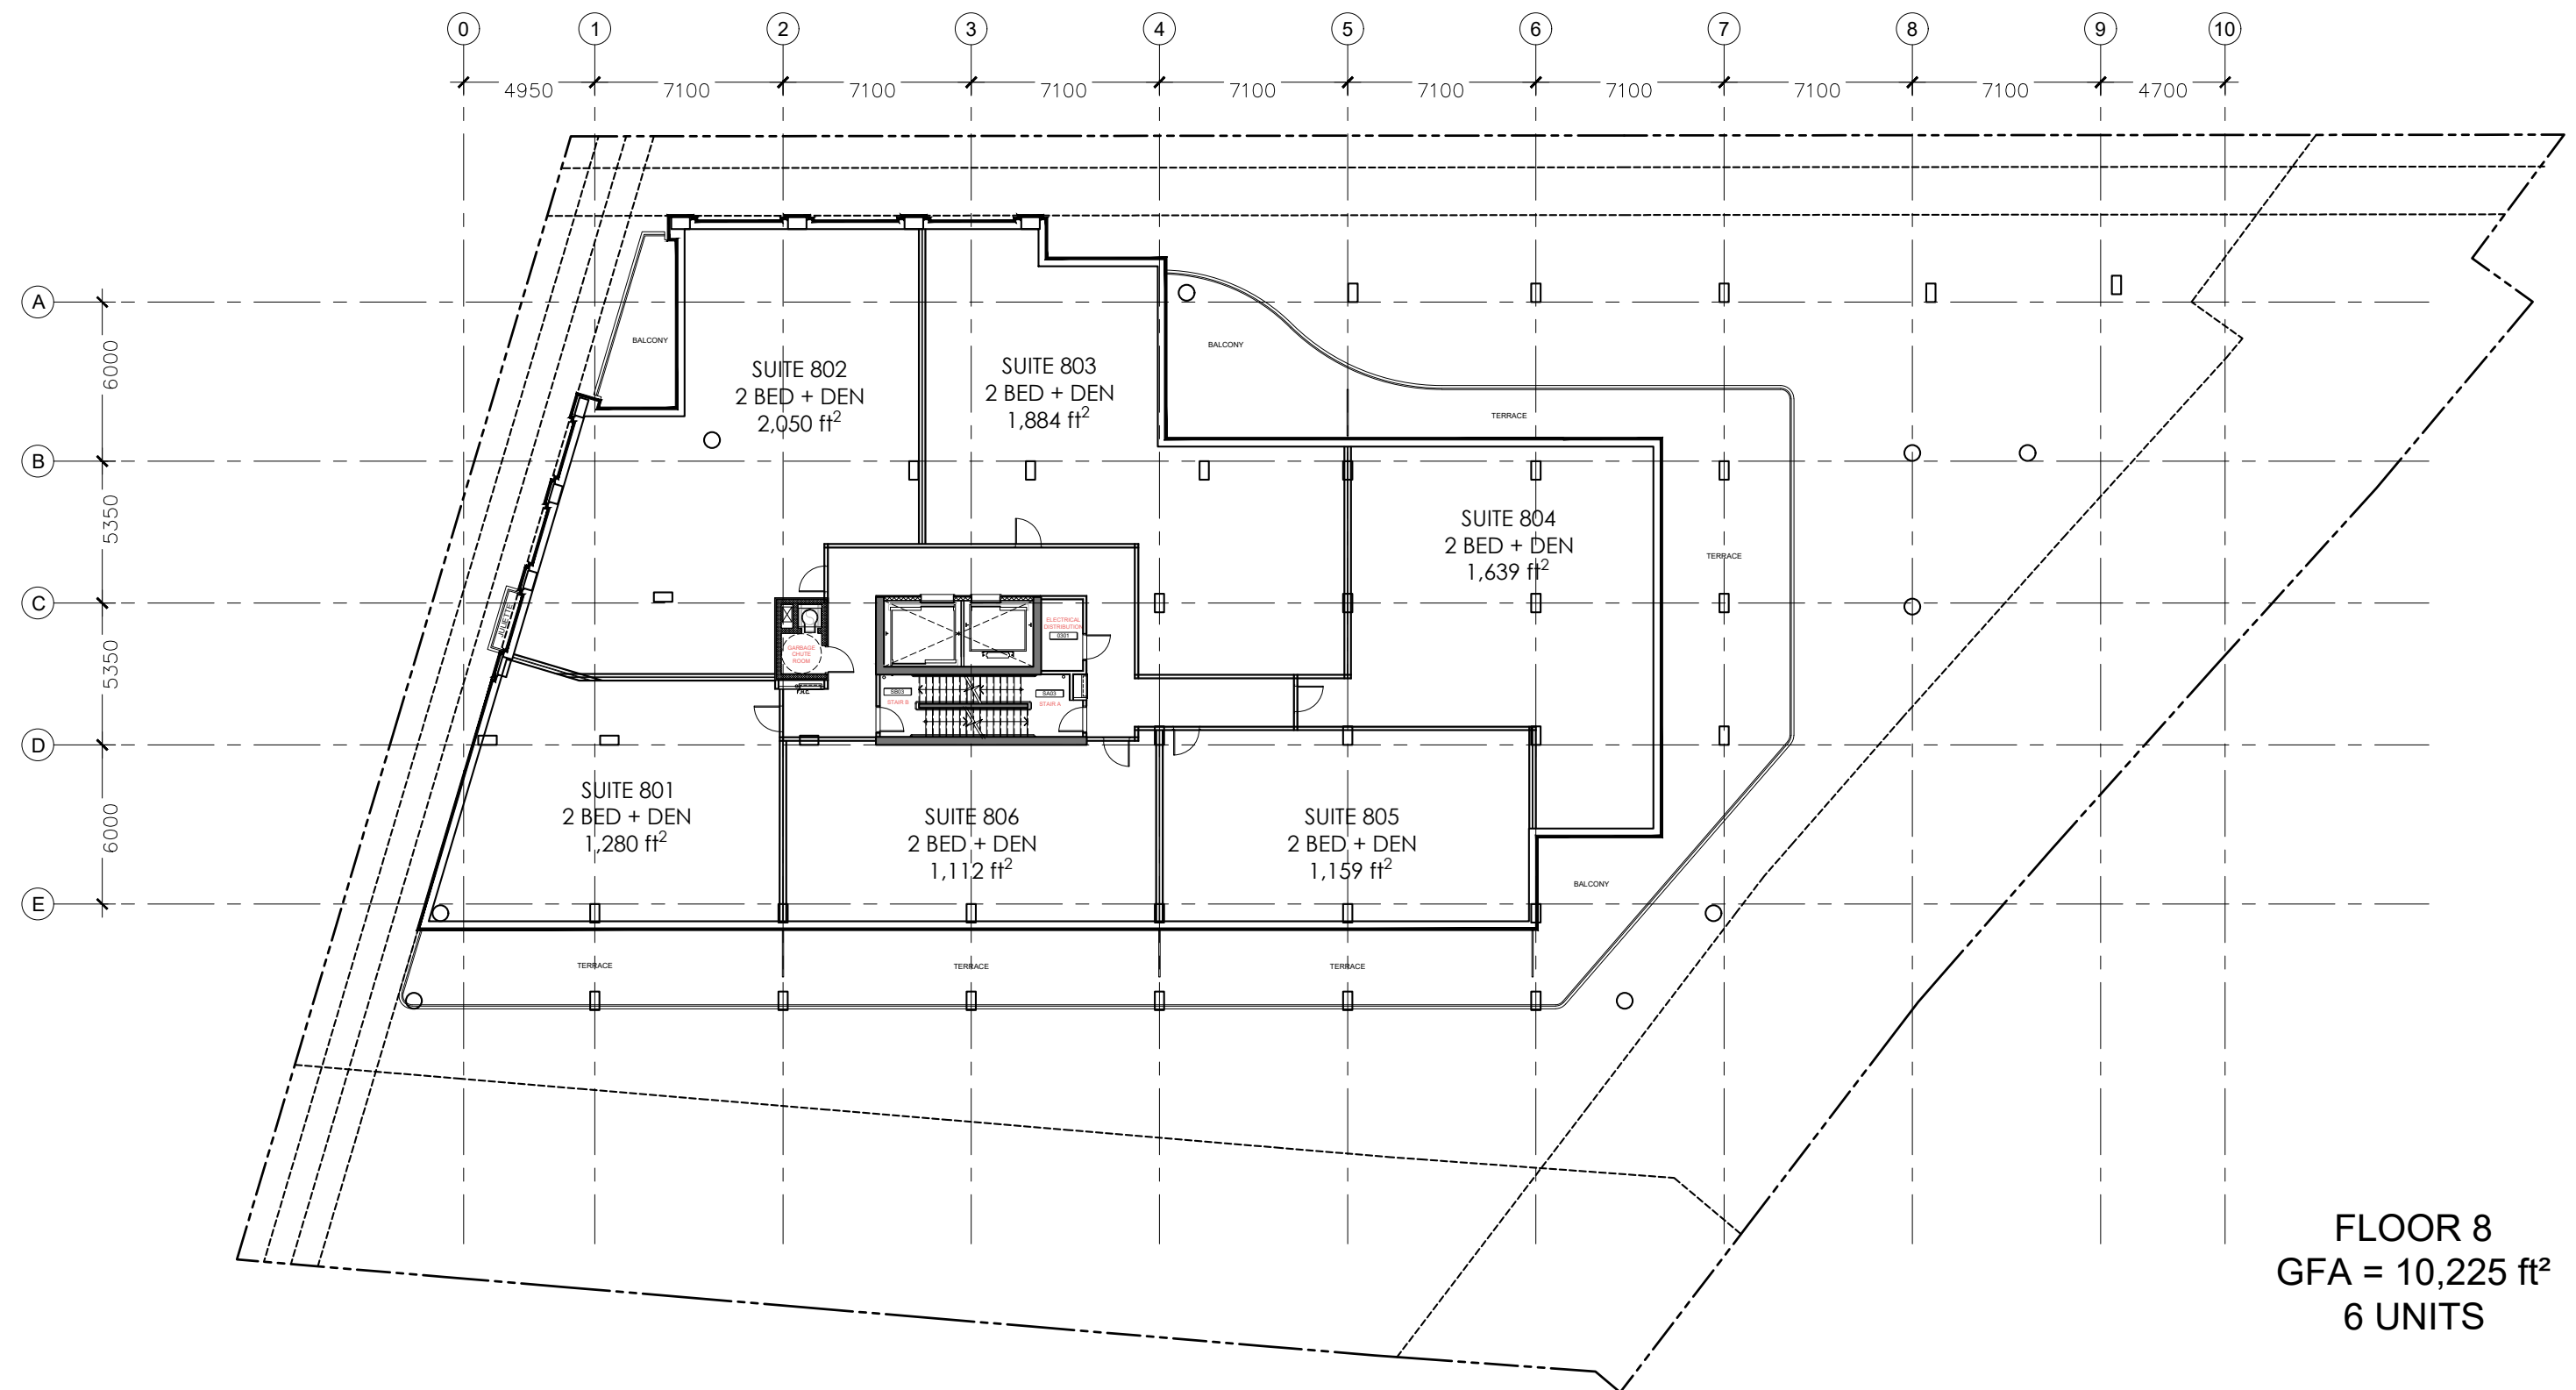 0 1 2 3 4 5 6 7 8 9 10
4950 7100 7100 7100 7100 7100 7100 7100 7100 4700
A
B
C
D
E
6000
5350
5350
6000
BALCONY
SUITE 802
2 BED + DEN
2,050 ft²
SUITE 803
2 BED + DEN
1,884 ft²
BALCONY
TERRACE
SUITE 804
2 BED + DEN
1,639 ft²
TERRACE
JULIETTE
GARBAGE
CHUTE
ROOM
ELECTRICAL
DISTRIBUTION
0301
SB03
STAIR B
SA03
STAIR A
SUITE 801
2 BED + DEN
1,280 ft²
SUITE 806
2 BED + DEN
1,112 ft²
SUITE 805
2 BED + DEN
1,159 ft²
BALCONY
TERRACE
TERRACE
TERRACE
FLOOR 8
GFA = 10,225 ft²
6 UNITS